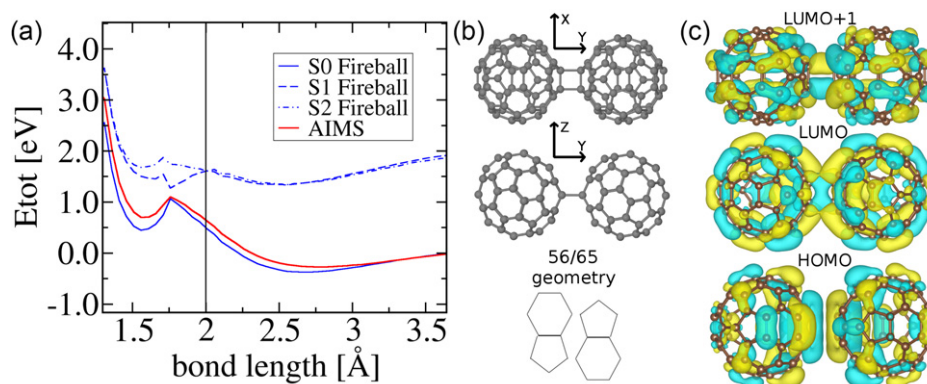 (a)
Etot [eV]
4.0
3.0
2.0
1.0
0.0
-1.0
1.5
2
2.5
3
3.5
bond length [Å]
S0 Fireball
S1 Fireball
S2 Fireball
AIMS
(b)
X
Y
Z
Y
56/65
geometry
(c)
LUMO+1
LUMO
HOMO